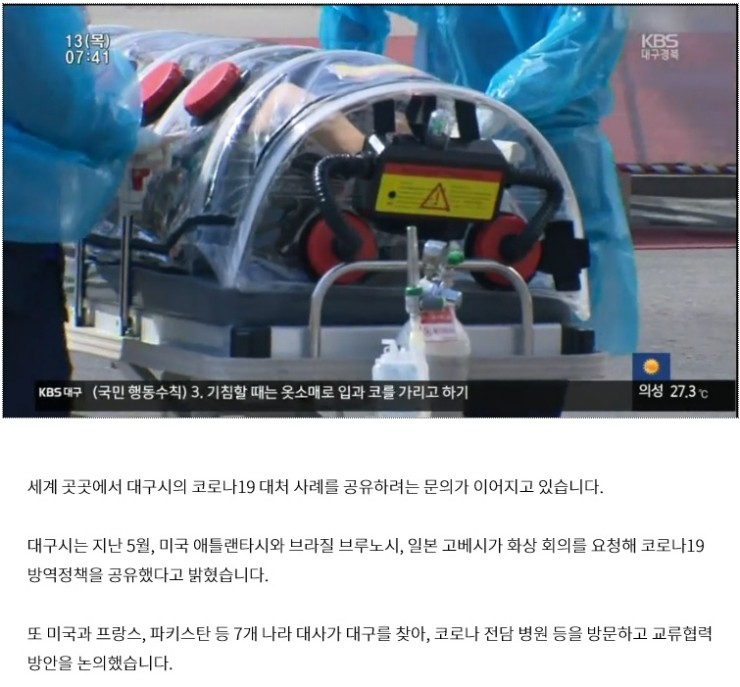 13(목)
07:41
KBS
대구경북
KBS대구 (국민 행동수칙) 3. 기침할 때는 옷소매로 입과 코를 가리고 하기
의성 27.3℃
세계 곳곳에서 대구시의 코로나19 대처 사례를 공유하려는 문의가 이어지고 있습니다.
대구시는 지난 5월, 미국 애틀랜타시와 브라질 브루노시, 일본 고베시가 화상 회의를 요청해 코로나19
방역정책을 공유했다고 밝혔습니다.
또 미국과 프랑스, 파키스탄 등 7개 나라 대사가 대구를 찾아, 코로나 전담 병원 등을 방문하고 교류협력
방안을 논의했습니다.